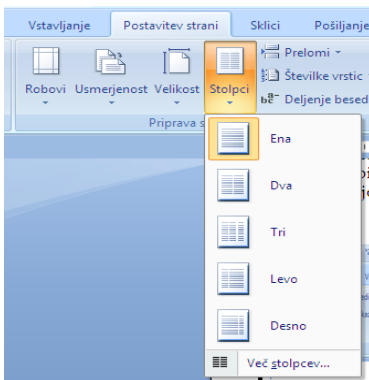 Vstavljanje Postavitev strani Sklici Pošiljanje
Robovi Usmerjenost Velikost Stolpci
Prelomi
Številke vrstic
Deljenje besed
Priprava s
Ena
Dva
Tri
Levo
Desno
Več stolpcev...